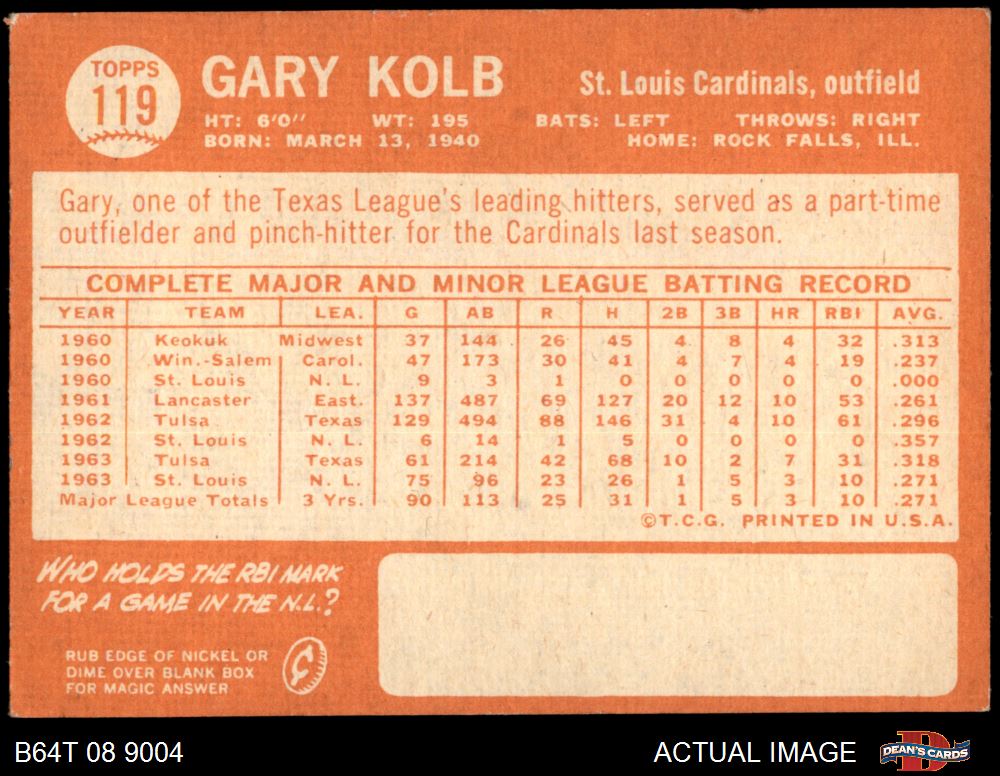 TOPPS
119
GARY KOLB
St. Louis Cardinals, outfield
HT: 6'0'' WT: 195 BATS: LEFT THROWS: RIGHT
BORN: MARCH 13, 1940 HOME: ROCK FALLS, ILL.
Gary, one of the Texas League's leading hitters, served as a part-time
outfielder and pinch-hitter for the Cardinals last season.
COMPLETE MAJOR AND MINOR LEAGUE BATTING RECORD
YEAR TEAM LEA. G AB R H 2B 3B HR RBI AVG.
1960 Keokuk Midwest 37 144 26 45 4 8 4 32 .313
1960 Win.-Salem Carol. 47 173 30 41 4 7 4 19 .237
1960 St. Louis N. L. 9 3 1 0 0 0 0 0 .000
1961 Lancaster East. 137 487 69 127 20 12 10 53 .261
1962 Tulsa Texas 129 494 88 146 31 4 10 61 .296
1962 St. Louis N. L. 6 14 1 5 0 0 0 0 .357
1963 Tulsa Texas 61 214 42 68 10 2 7 31 .318
1963 St. Louis N. L. 75 96 23 26 1 5 3 10 .271
Major League Totals 3 Yrs. 90 113 25 31 1 5 3 10 .271
©T.C.G. PRINTED IN U.S.A.
WHO HOLDS THE RBI MARK
FOR A GAME IN THE N.L.?
RUB EDGE OF NICKEL OR
DIME OVER BLANK BOX
FOR MAGIC ANSWER
¢
B64T 08 9004 ACTUAL IMAGE
D
DEAN'S CARDS